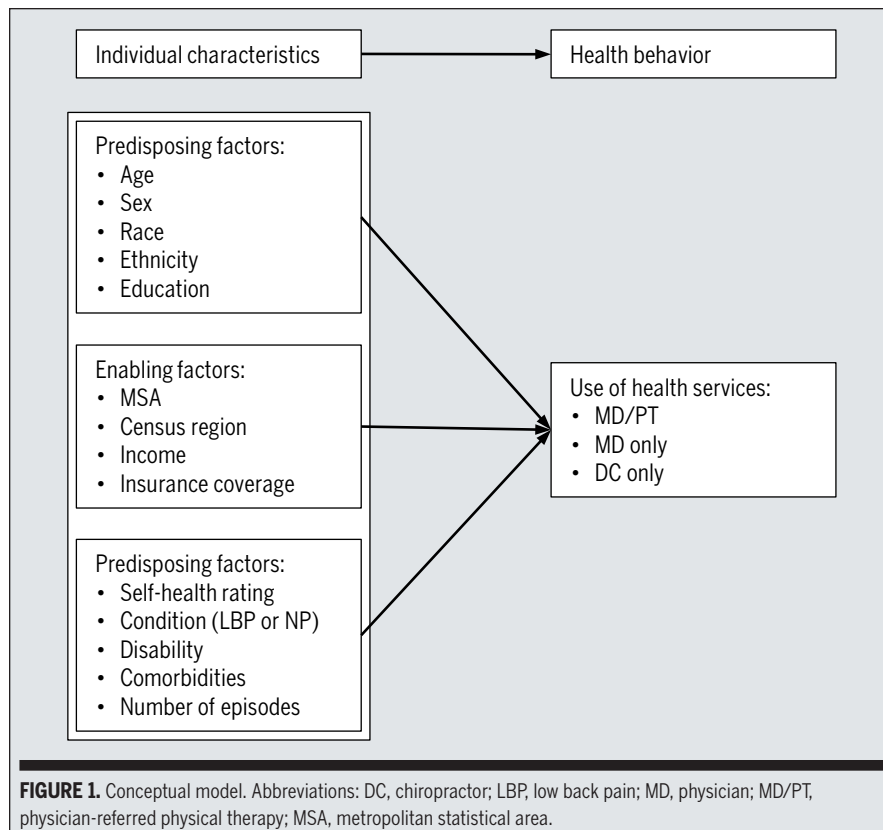 Individual characteristics
Health behavior
Predisposing factors:
• Age
• Sex
• Race
• Ethnicity
• Education
Enabling factors:
• MSA
• Census region
• Income
• Insurance coverage
Predisposing factors:
• Self-health rating
• Condition (LBP or NP)
• Disability
• Comorbidities
• Number of episodes
Use of health services:
• MD/PT
• MD only
• DC only
FIGURE 1. Conceptual model. Abbreviations: DC, chiropractor; LBP, low back pain; MD, physician; MD/PT,
physician-referred physical therapy; MSA, metropolitan statistical area.